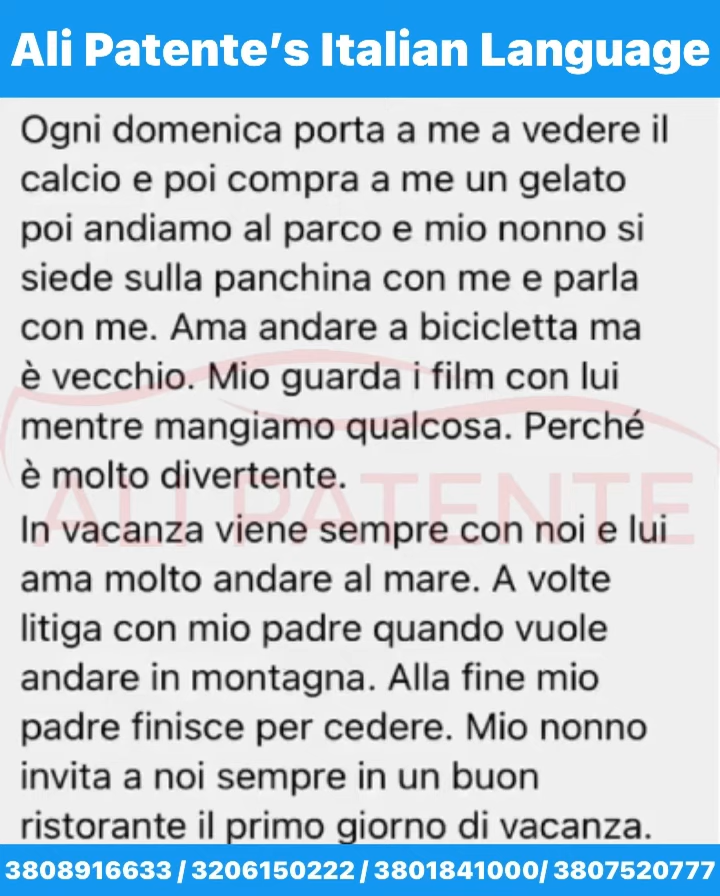 Ali Patente’s Italian Language
Ogni domenica porta a me a vedere il
calcio e poi compra a me un gelato
poi andiamo al parco e mio nonno si
siede sulla panchina con me e parla
con me. Ama andare a bicicletta ma
è vecchio. Mio guarda i film con lui
mentre mangiamo qualcosa. Perché
è molto divertente.
ALI PATENTE
In vacanza viene sempre con noi e lui
ama molto andare al mare. A volte
litiga con mio padre quando vuole
andare in montagna. Alla fine mio
padre finisce per cedere. Mio nonno
invita a noi sempre in un buon
ristorante il primo giorno di vacanza.
3808916633 / 3206150222 / 3801841000/ 3807520777